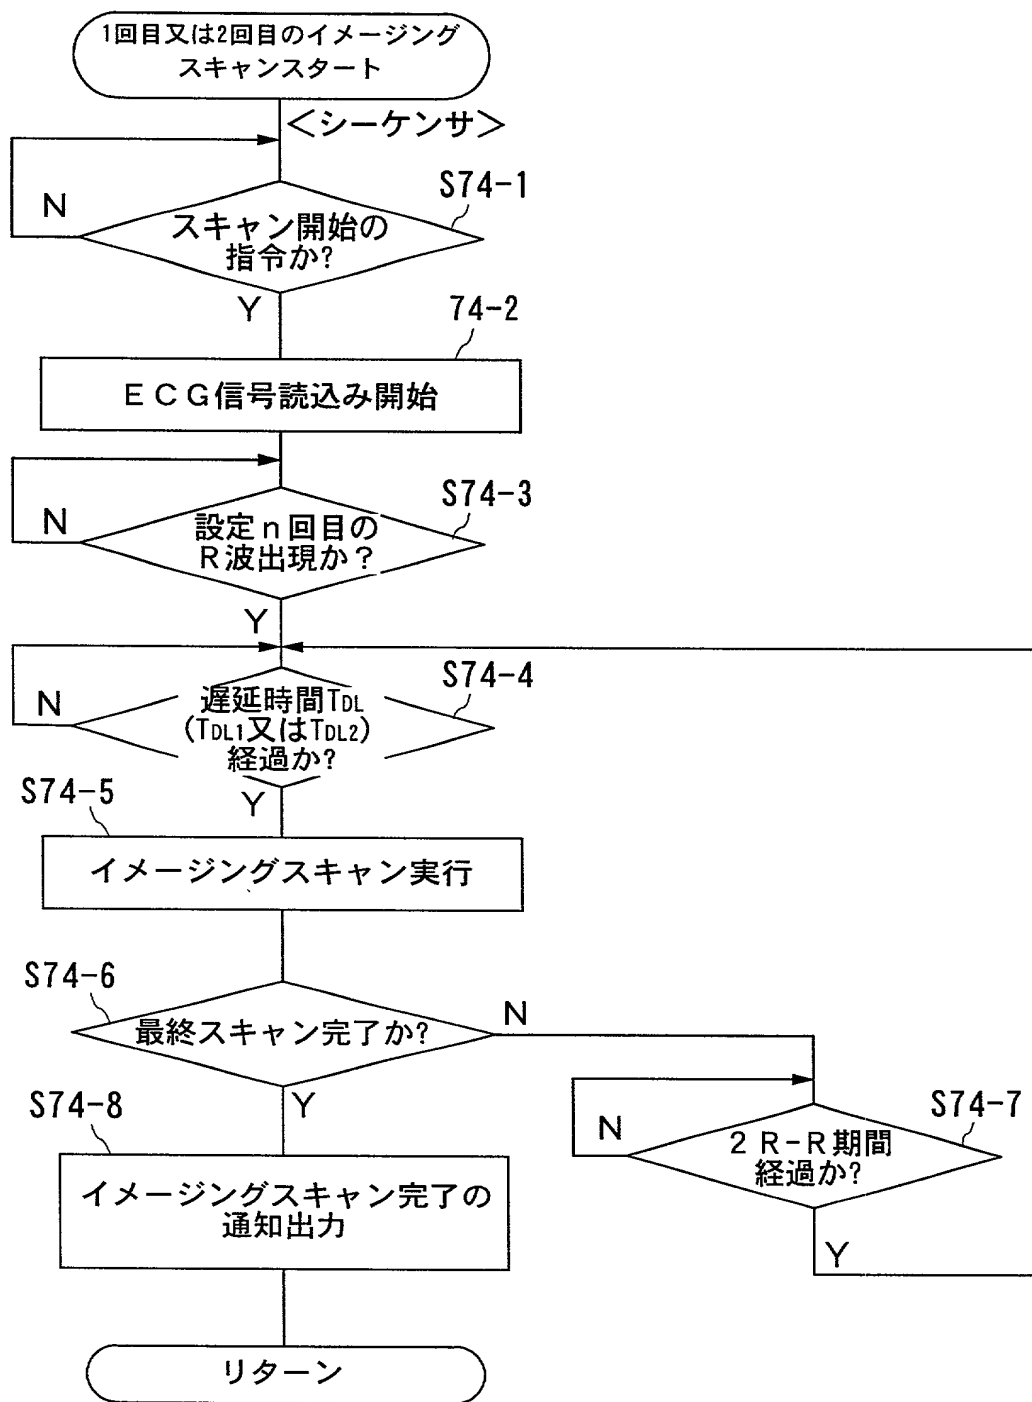 1回目又は2回目のイメージング
スキャンスタート
<シーケンサ>
S74-1
N
スキャン開始の
指令か?
Y
74-2
ECG信号読込み開始
S74-3
N
設定n回目の
R波出現か?
Y
S74-4
N
遅延時間TDL
(TDL1又はTDL2)
経過か?
Y
S74-5
イメージングスキャン実行
S74-6
最終スキャン完了か?
N
Y
S74-7
N
2R-R期間
経過か?
Y
S74-8
イメージングスキャン完了の
通知出力
リターン